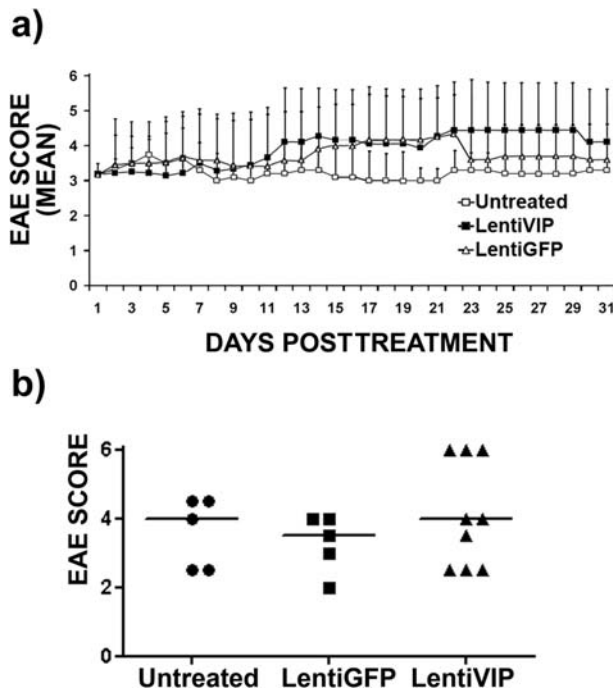 a)
6
5
4
3
2
1
0
EAE SCORE
(MEAN)
Untreated
LentiVIP
LentiGFP
1 3 5 7 9 11 13 15 17 19 21 23 25 27 29 31
DAYS POSTTREATMENT
b)
6
4
2
0
EAE SCORE
Untreated LentiGFP LentiVIP